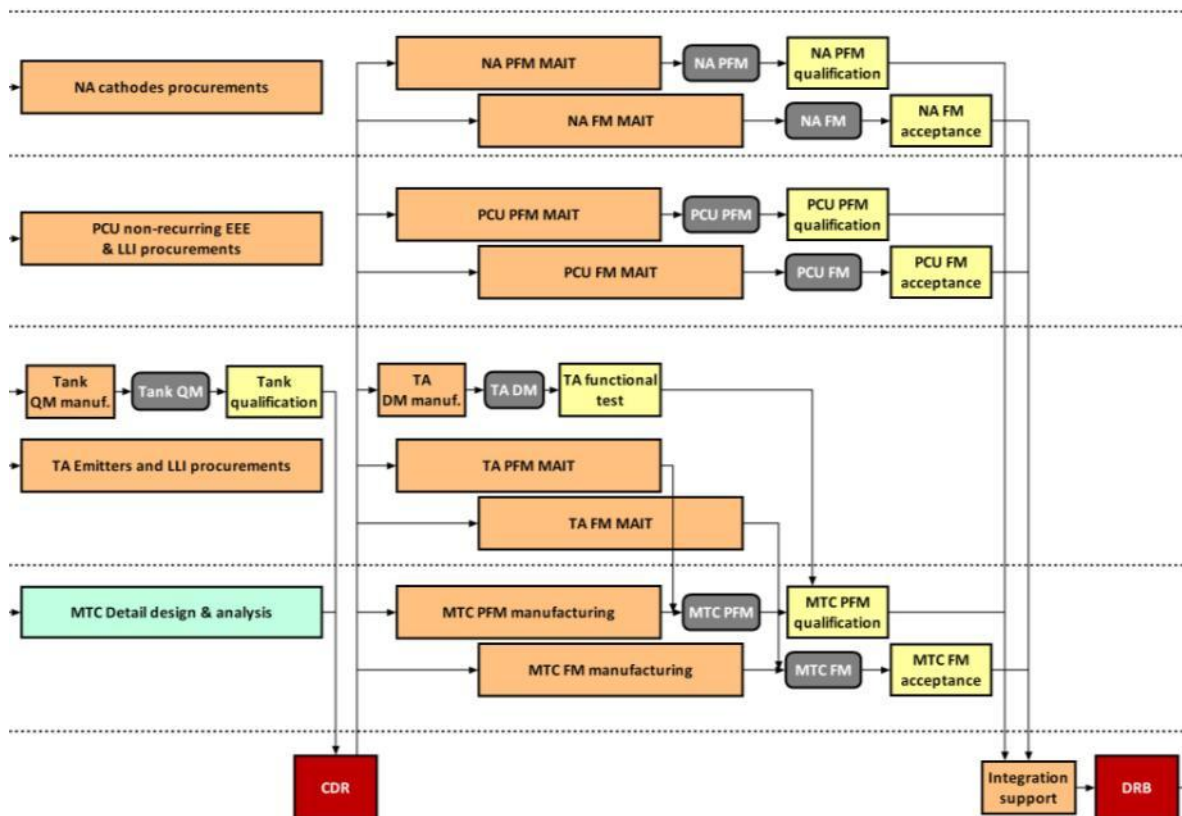 NA cathodes procurements
NA PFM MAIT
NA PFM
NA PFM
qualification
NA FM MAIT
NA FM
NA FM
acceptance
PCU non-recurring EEE
& LLI procurements
PCU PFM MAIT
PCU PFM
PCU PFM
qualification
PCU FM MAIT
PCU FM
PCU FM
acceptance
Tank
QM manuf.
Tank QM
Tank
qualification
TA
DM manuf.
TA DM
TA functional
test
TA Emitters and LLI procurements
TA PFM MAIT
TA FM MAIT
MTC Detail design & analysis
MTC PFM manufacturing
MTC PFM
MTC PFM
qualification
MTC FM manufacturing
MTC FM
MTC FM
acceptance
CDR
Integration
support
DRB